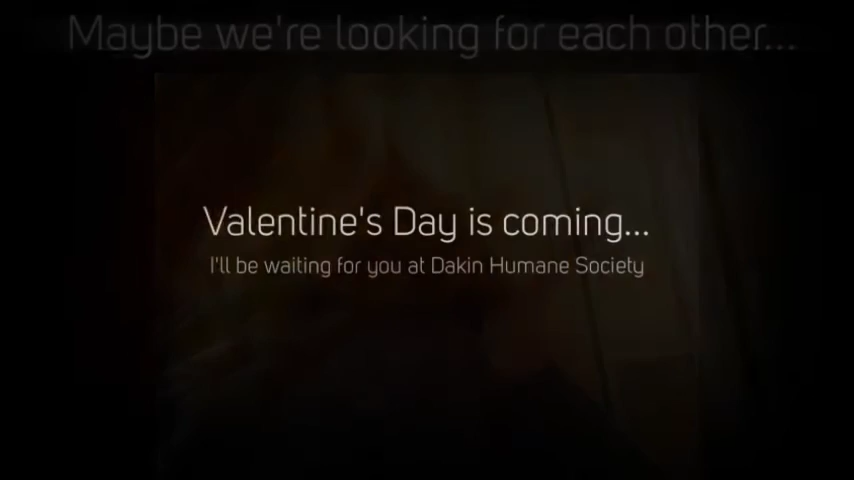 Maybe we're looking for each other...
Valentine's Day is coming...
I'll be waiting for you at Dakin Humane Society